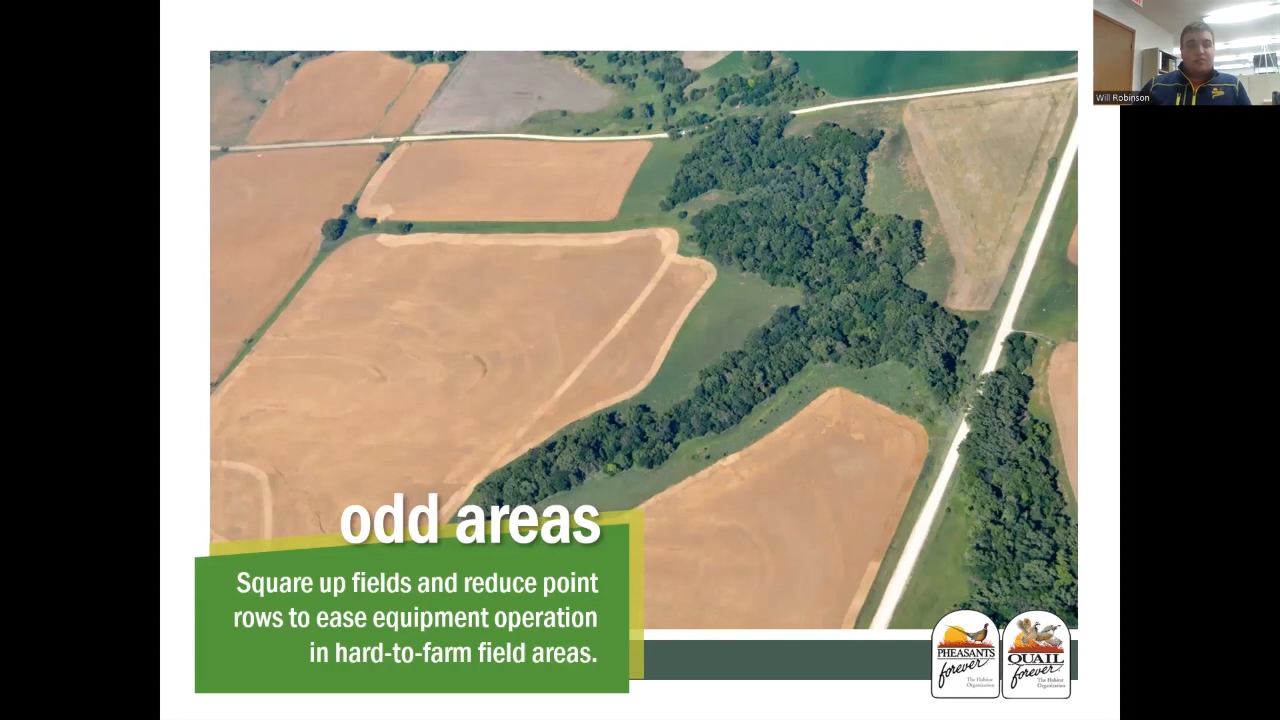 Will Robinson
odd areas
Square up fields and reduce point
rows to ease equipment operation
in hard-to-farm field areas.
PHEASANTS
forever
The Habitat
Organization
QUAIL
forever
The Habitat
Organization